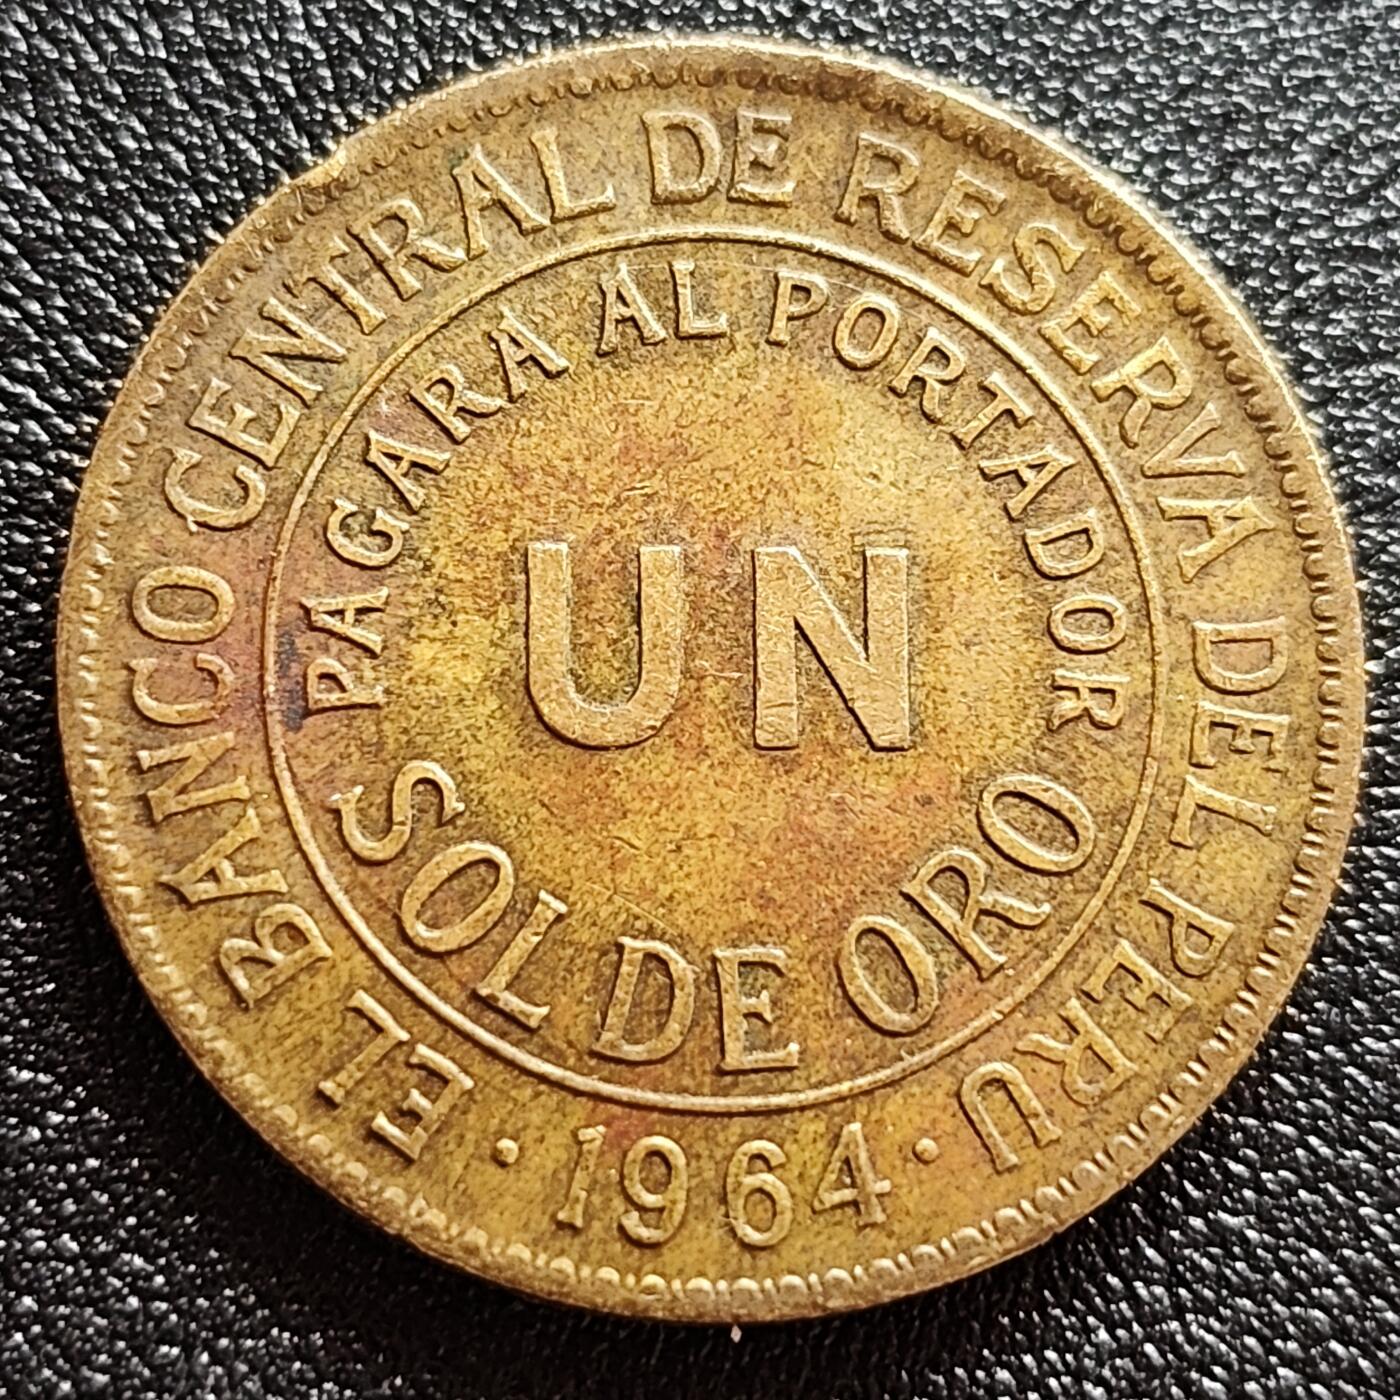 EL BANCO CENTRAL DE RESERVA DEL PERU
PAGARA AL PORTADOR
UN
SOL DE ORO
· 1964 ·